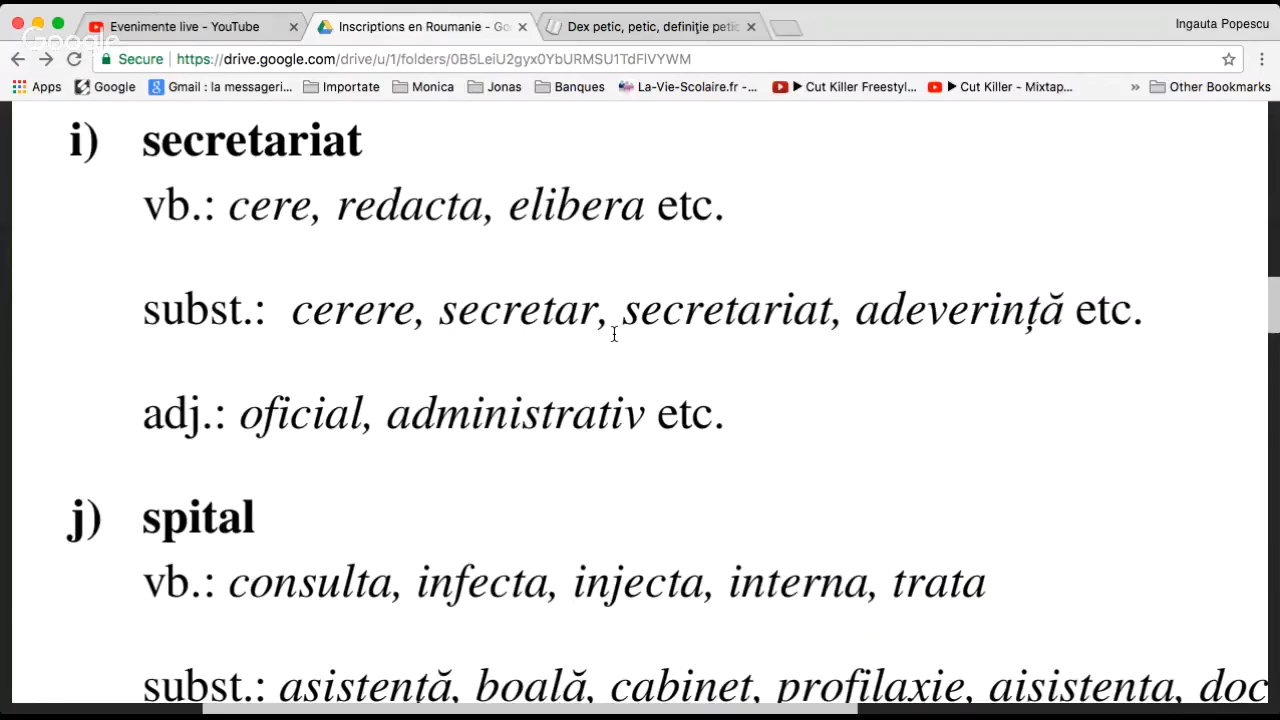 Evenimente live - YouTube
Inscriptions en Roumanie - Go
Dex petic, petic, definiţie petic
Ingauta Popescu
Google
Secure
https://drive.google.com/drive/u/1/folders/0B5LeiU2gyx0YbURMSU1TdFlVYWM
Apps Google Gmail : la messageri... Importate Monica Jonas Banques La-Vie-Scolaire.fr -... ▶ Cut Killer Freestyl... ▶ Cut Killer - Mixtap... » Other Bookmarks
i) secretariat
vb.: cere, redacta, elibera etc.
subst.: cerere, secretar, secretariat, adeverință etc.
adj.: oficial, administrativ etc.
j) spital
vb.: consulta, infecta, injecta, interna, trata
subst.: asistență, boală, cabinet, profilaxie, aisistenta, doc